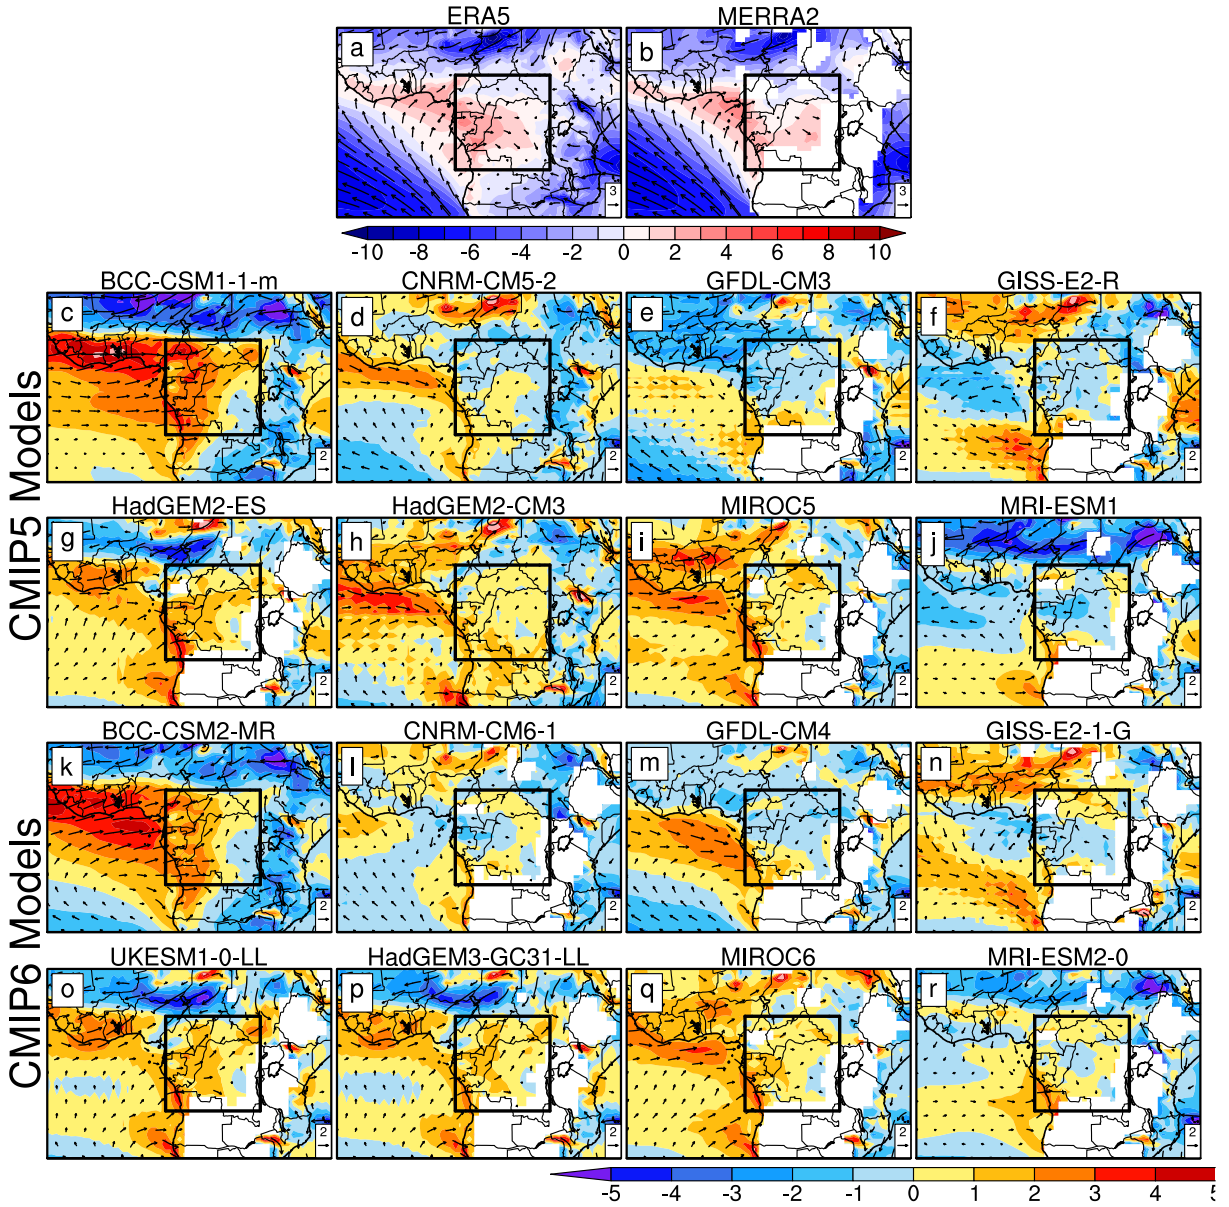 ERA5 MERRA2
a b
3 3
-10 -8 -6 -4 -2 0 2 4 6 8 10
CMIP5 Models
BCC-CSM1-1-m CNRM-CM5-2 GFDL-CM3 GISS-E2-R
c d e f
2 2 2 2
HadGEM2-ES HadGEM2-CM3 MIROC5 MRI-ESM1
g h i j
2 2 2 2
CMIP6 Models
BCC-CSM2-MR CNRM-CM6-1 GFDL-CM4 GISS-E2-1-G
k l m n
2 2 2 2
UKESM1-0-LL HadGEM3-GC31-LL MIROC6 MRI-ESM2-0
o p q r
2 2 2 2
-5 -4 -3 -2 -1 0 1 2 3 4 5